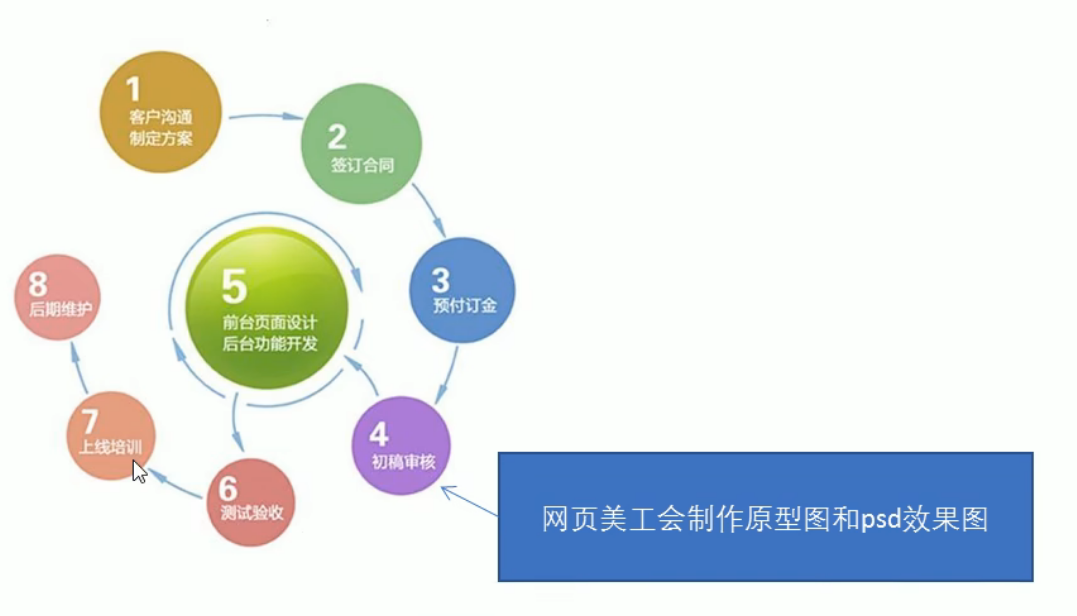 1
客户沟通
制定方案
2
签订合同
3
预付订金
4
初稿审核
5
前台页面设计
后台功能开发
6
测试验收
7
上线培训
8
后期维护
网页美工会制作原型图和psd效果图